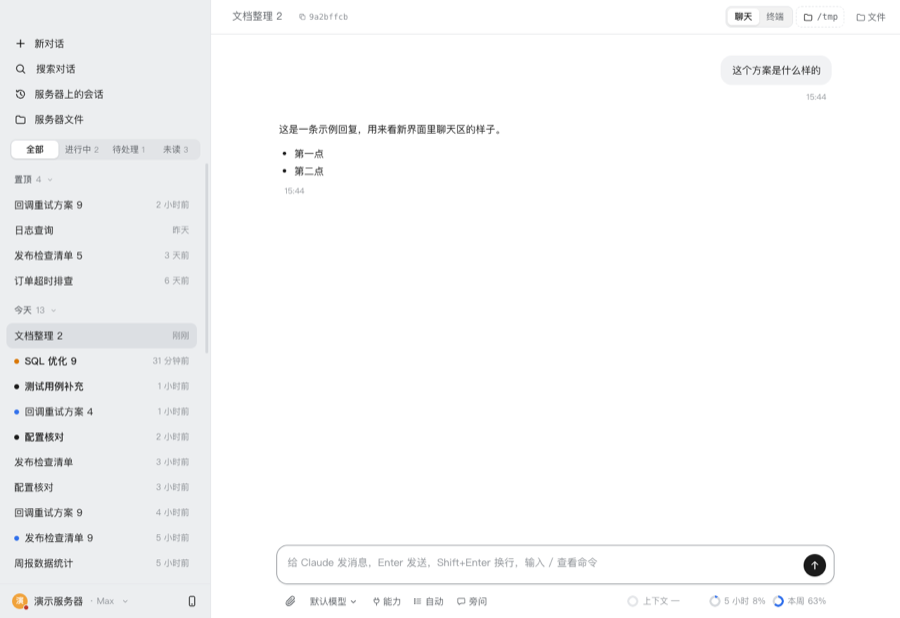 新对话
搜索对话
服务器上的会话
服务器文件
全部 进行中 2 待处理 1 未读 3
置顶 4
回调重试方案 9 2 小时前
日志查询 昨天
发布检查清单 5 3 天前
订单超时排查 6 天前
今天 13
文档整理 2 刚刚
SQL 优化 9 31 分钟前
测试用例补充 1 小时前
回调重试方案 4 1 小时前
配置核对 2 小时前
发布检查清单 3 小时前
配置核对 3 小时前
回调重试方案 9 4 小时前
发布检查清单 9 5 小时前
周报数据统计 5 小时前
演 演示服务器 · Max
文档整理 2 9a2bffcb 聊天 终端 /tmp 文件
这个方案是什么样的
15:44
这是一条示例回复，用来看新界面里聊天区的样子。
• 第一点
• 第二点
15:44
给 Claude 发消息，Enter 发送，Shift+Enter 换行，输入 / 查看命令
默认模型 能力 自动 旁问 上下文 — 5 小时 8% 本周 63%